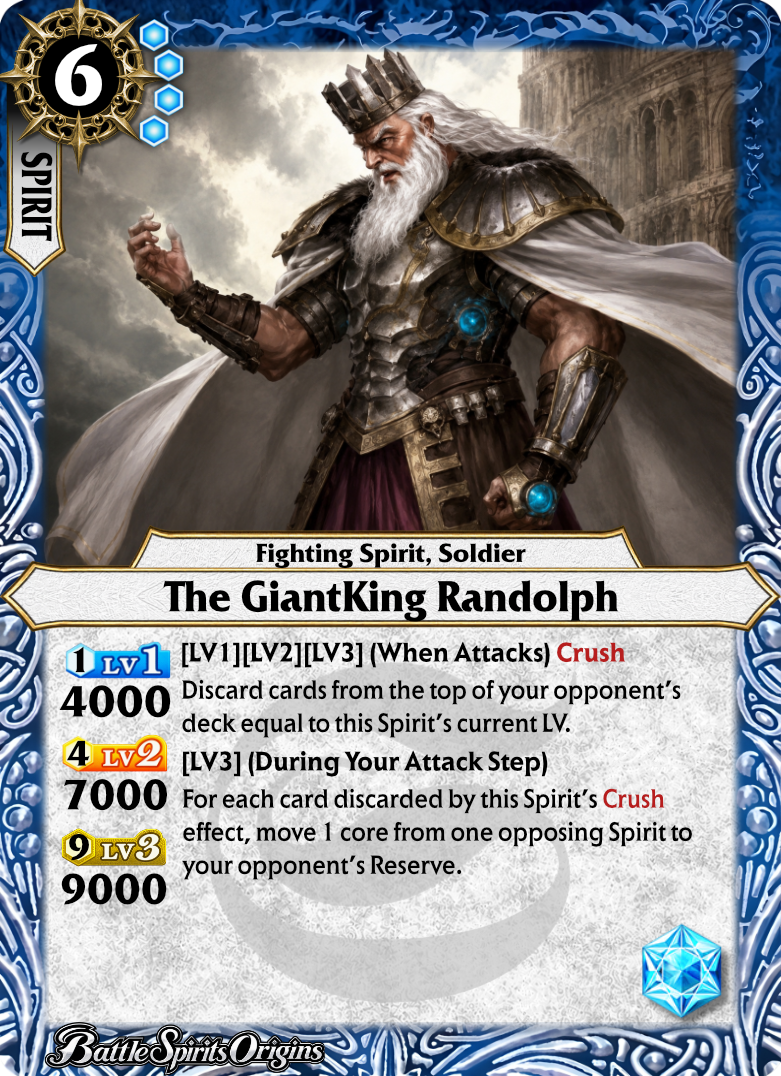 6
SPIRIT
Fighting Spirit, Soldier
The GiantKing Randolph
1 LV1
4000
4 LV2
7000
9 LV3
9000
[LV1][LV2][LV3] (When Attacks) Crush
Discard cards from the top of your opponent's
deck equal to this Spirit's current LV.
[LV3] (During Your Attack Step)
For each card discarded by this Spirit's Crush
effect, move 1 core from one opposing Spirit to
your opponent's Reserve.
Battle Spirits Origins